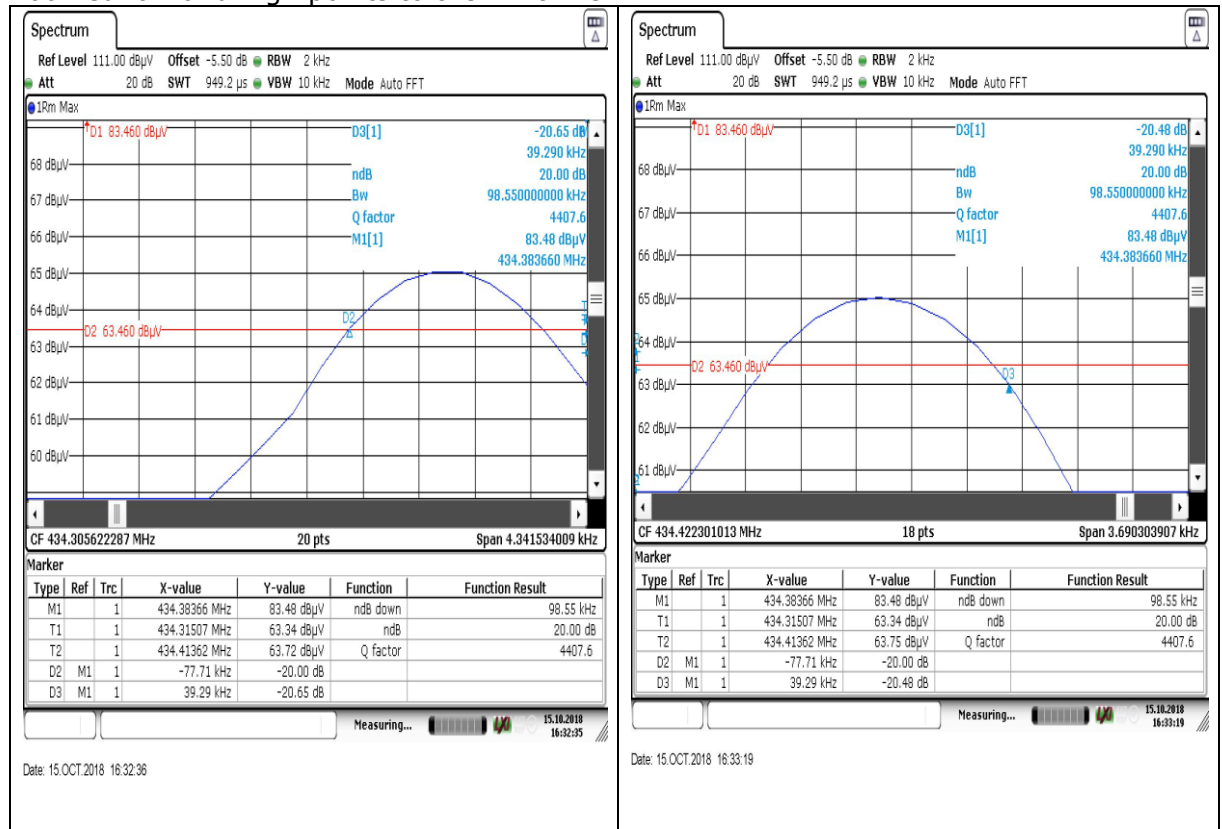 Spectrum
Ref Level 111.00 dBµV Offset -5.50 dB RBW 2 kHz
Att 20 dB SWT 949.2 µs VBW 10 kHz Mode Auto FFT
1Rm Max
D1 83.460 dBµV
D3[1] -20.65 dB
39.290 kHz
ndB 20.00 dB
Bw 98.550000000 kHz
Q factor 4407.6
M1[1] 83.48 dBµV
434.383660 MHz
68 dBµV
67 dBµV
66 dBµV
65 dBµV
64 dBµV
D2
D2 63.460 dBµV
63 dBµV
62 dBµV
61 dBµV
60 dBµV
CF 434.305622287 MHz 20 pts Span 4.341534009 kHz
Marker
Type Ref Trc X-value Y-value Function Function Result
M1 1 434.38366 MHz 83.48 dBµV ndB down 98.55 kHz
T1 1 434.31507 MHz 63.34 dBµV ndB 20.00 dB
T2 1 434.41362 MHz 63.72 dBµV Q factor 4407.6
D2 M1 1 -77.71 kHz -20.00 dB
D3 M1 1 39.29 kHz -20.65 dB
Measuring... 15.10.2018
16:32:35
Date: 15.OCT.2018 16:32:36
Spectrum
Ref Level 111.00 dBµV Offset -5.50 dB RBW 2 kHz
Att 20 dB SWT 949.2 µs VBW 10 kHz Mode Auto FFT
1Rm Max
D1 83.460 dBµV
D3[1] -20.48 dB
39.290 kHz
ndB 20.00 dB
Bw 98.550000000 kHz
Q factor 4407.6
M1[1] 83.48 dBµV
434.383660 MHz
68 dBµV
67 dBµV
66 dBµV
65 dBµV
64 dBµV
D2 63.460 dBµV
D3
63 dBµV
62 dBµV
61 dBµV
CF 434.422301013 MHz 18 pts Span 3.690303907 kHz
Marker
Type Ref Trc X-value Y-value Function Function Result
M1 1 434.38366 MHz 83.48 dBµV ndB down 98.55 kHz
T1 1 434.31507 MHz 63.34 dBµV ndB 20.00 dB
T2 1 434.41362 MHz 63.75 dBµV Q factor 4407.6
D2 M1 1 -77.71 kHz -20.00 dB
D3 M1 1 39.29 kHz -20.48 dB
Measuring... 15.10.2018
16:33:19
Date: 15.OCT.2018 16:33:19